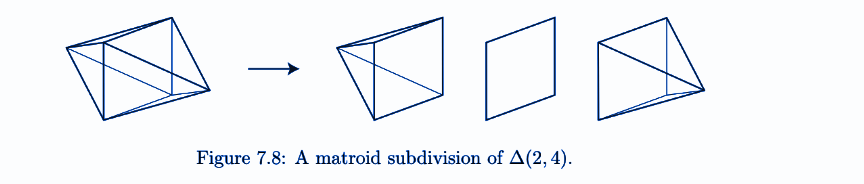 Figure 7.8: A matroid subdivision of Δ(2, 4).